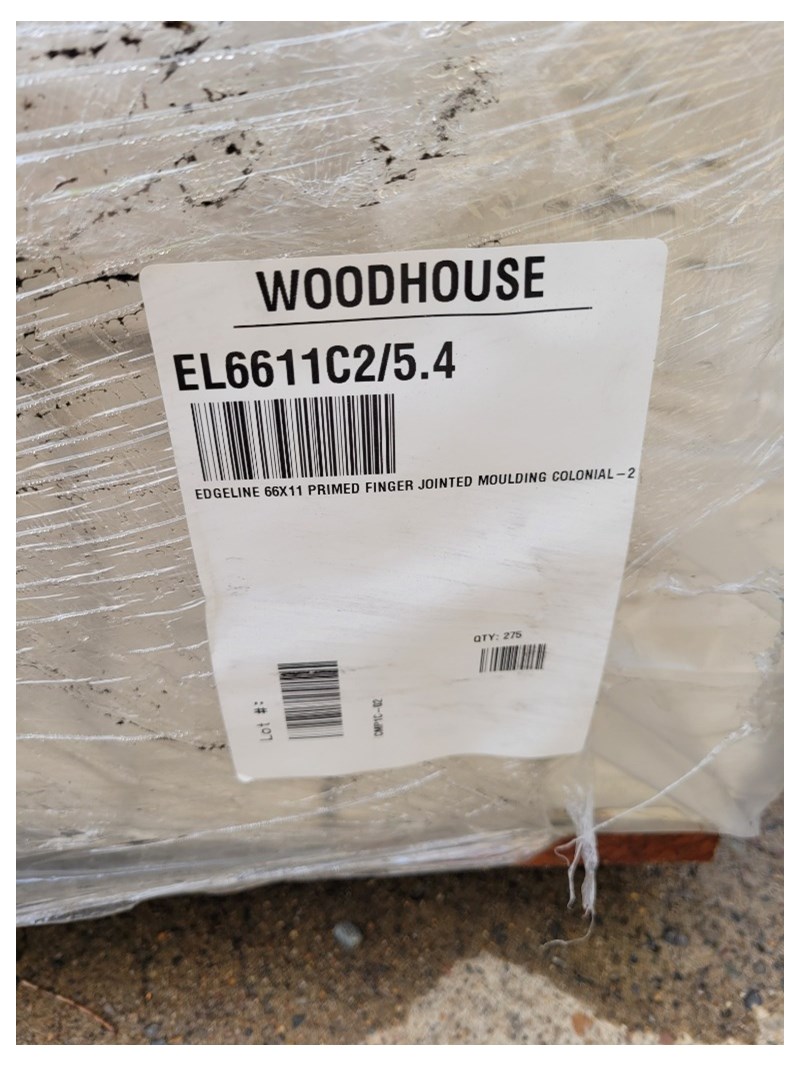 WOODHOUSE
EL6611C2/5.4
EDGELINE 66X11 PRIMED FINGER JOINTED MOULDING COLONIAL-2
QTY: 275
Lot #: